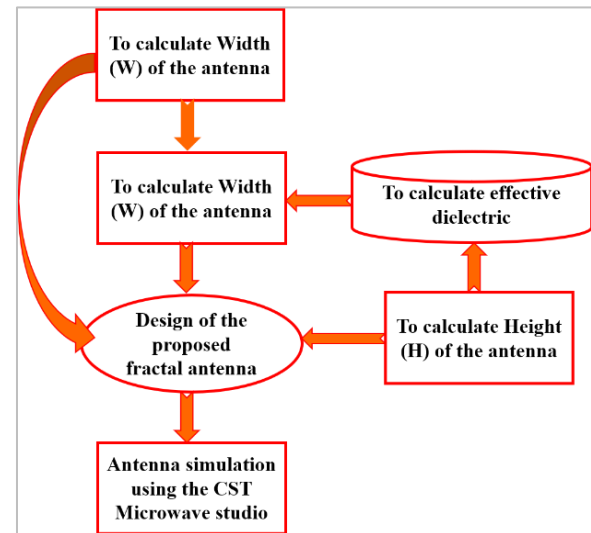 To calculate Width
(W) of the antenna
To calculate Width
(W) of the antenna
To calculate effective
dielectric
Design of the
proposed
fractal antenna
To calculate Height
(H) of the antenna
Antenna simulation
using the CST
Microwave studio